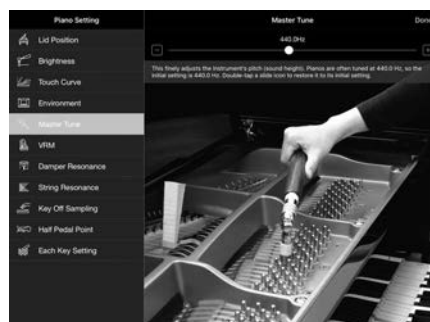 Piano Setting
Lid Position
Brightness
Touch Curve
Environment
Master Tune
VRM
Damper Resonance
String Resonance
Key Off Sampling
Half Pedal Point
Each Key Setting
Master Tune
Done
440.0Hz
This finely adjusts the instrument's pitch (sound height). Pianos are often tuned at 440.0 Hz, so the
initial setting is 440.0 Hz. Double-tap a slide icon to restore it to its initial setting.